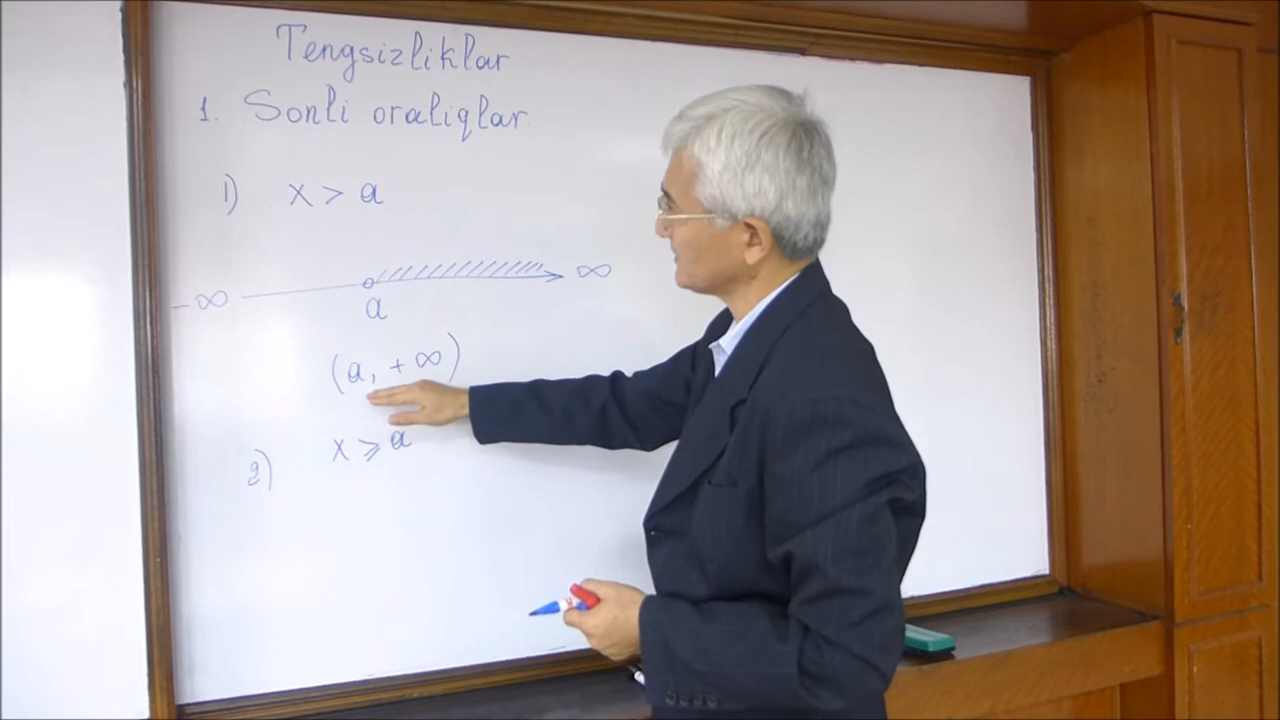 Tengsizliklar
1. Sonli oraliqlar
1) x > a
-∞ a ∞
(a, +∞)
2) x ⩾ a